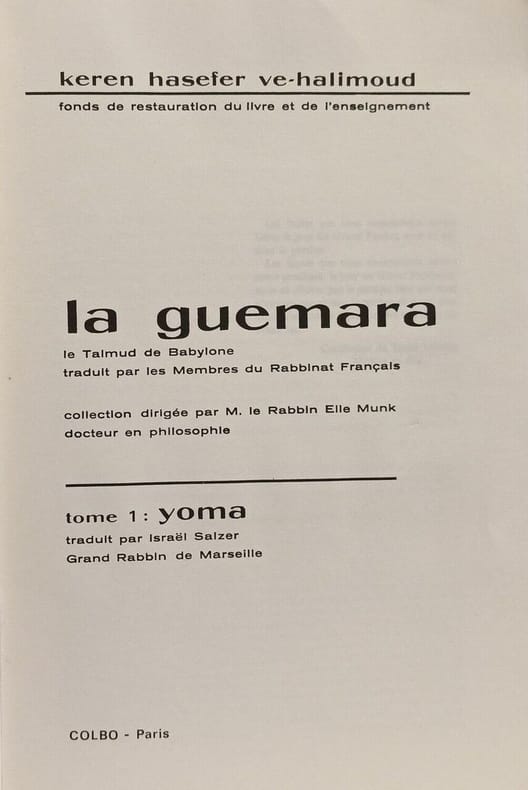 keren hasefer ve-halimoud
fonds de restauration du livre et de l'enseignement
la guemara
le Talmud de Babylone
traduit par les Membres du Rabbinat Français
collection dirigée par M. le Rabbin Elie Munk
docteur en philosophie
tome 1 : yoma
traduit par Israël Salzer
Grand Rabbin de Marseille
COLBO - Paris